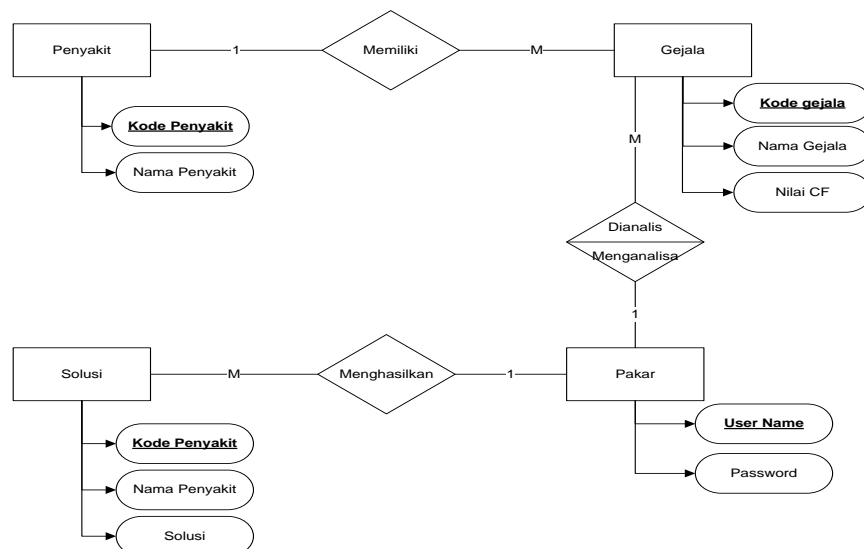 Penyakit
1
Memiliki
M
Gejala
Kode Penyakit
Nama Penyakit
Kode gejala
Nama Gejala
Nilai CF
M
Dianalis
Menganalisa
1
Solusi
M
Menghasilkan
1
Pakar
Kode Penyakit
Nama Penyakit
Solusi
User Name
Password